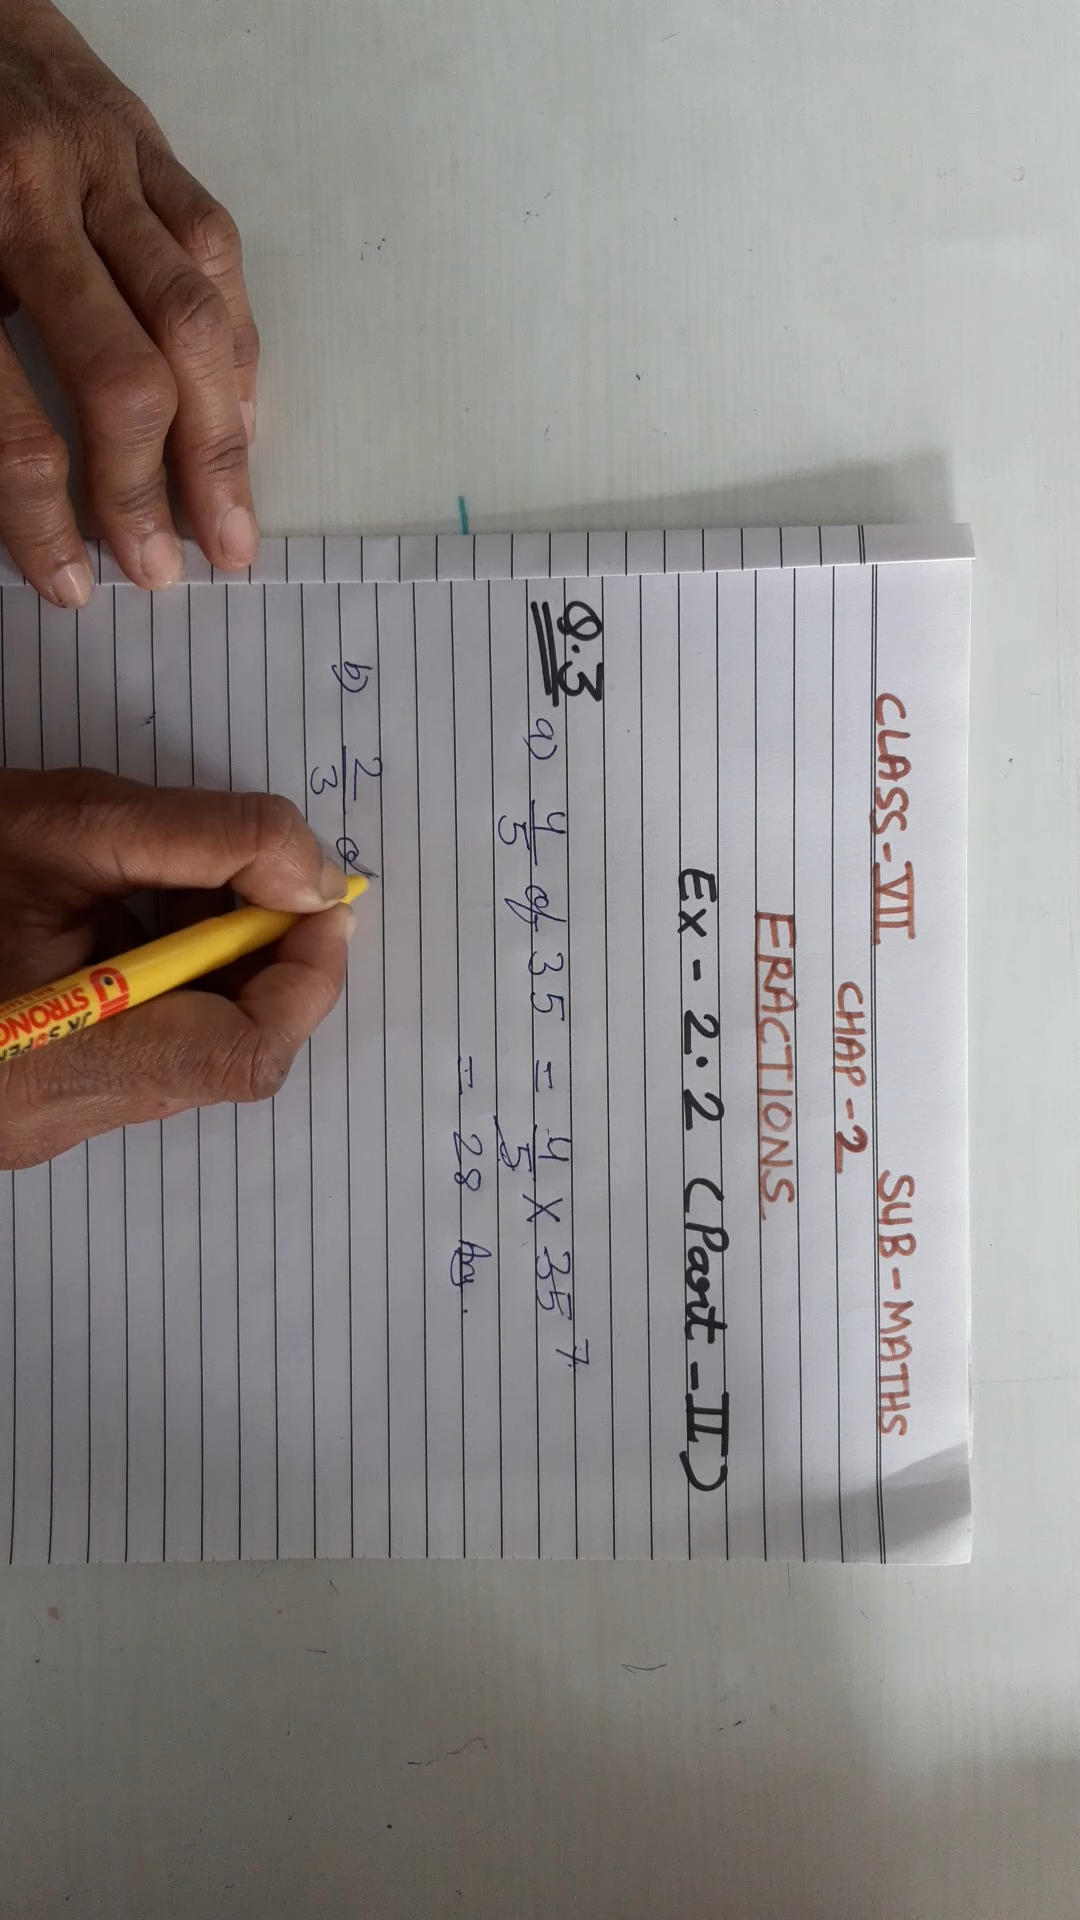 CLASS-VII SUB-MATHS
CHAP-2
FRACTIONS
Ex-2.2 (Part-II)
Q.3
a) 4/5 of 35 = 4/5 × 35 7
= 28 Ans.
b) 2/3 o
STRONG